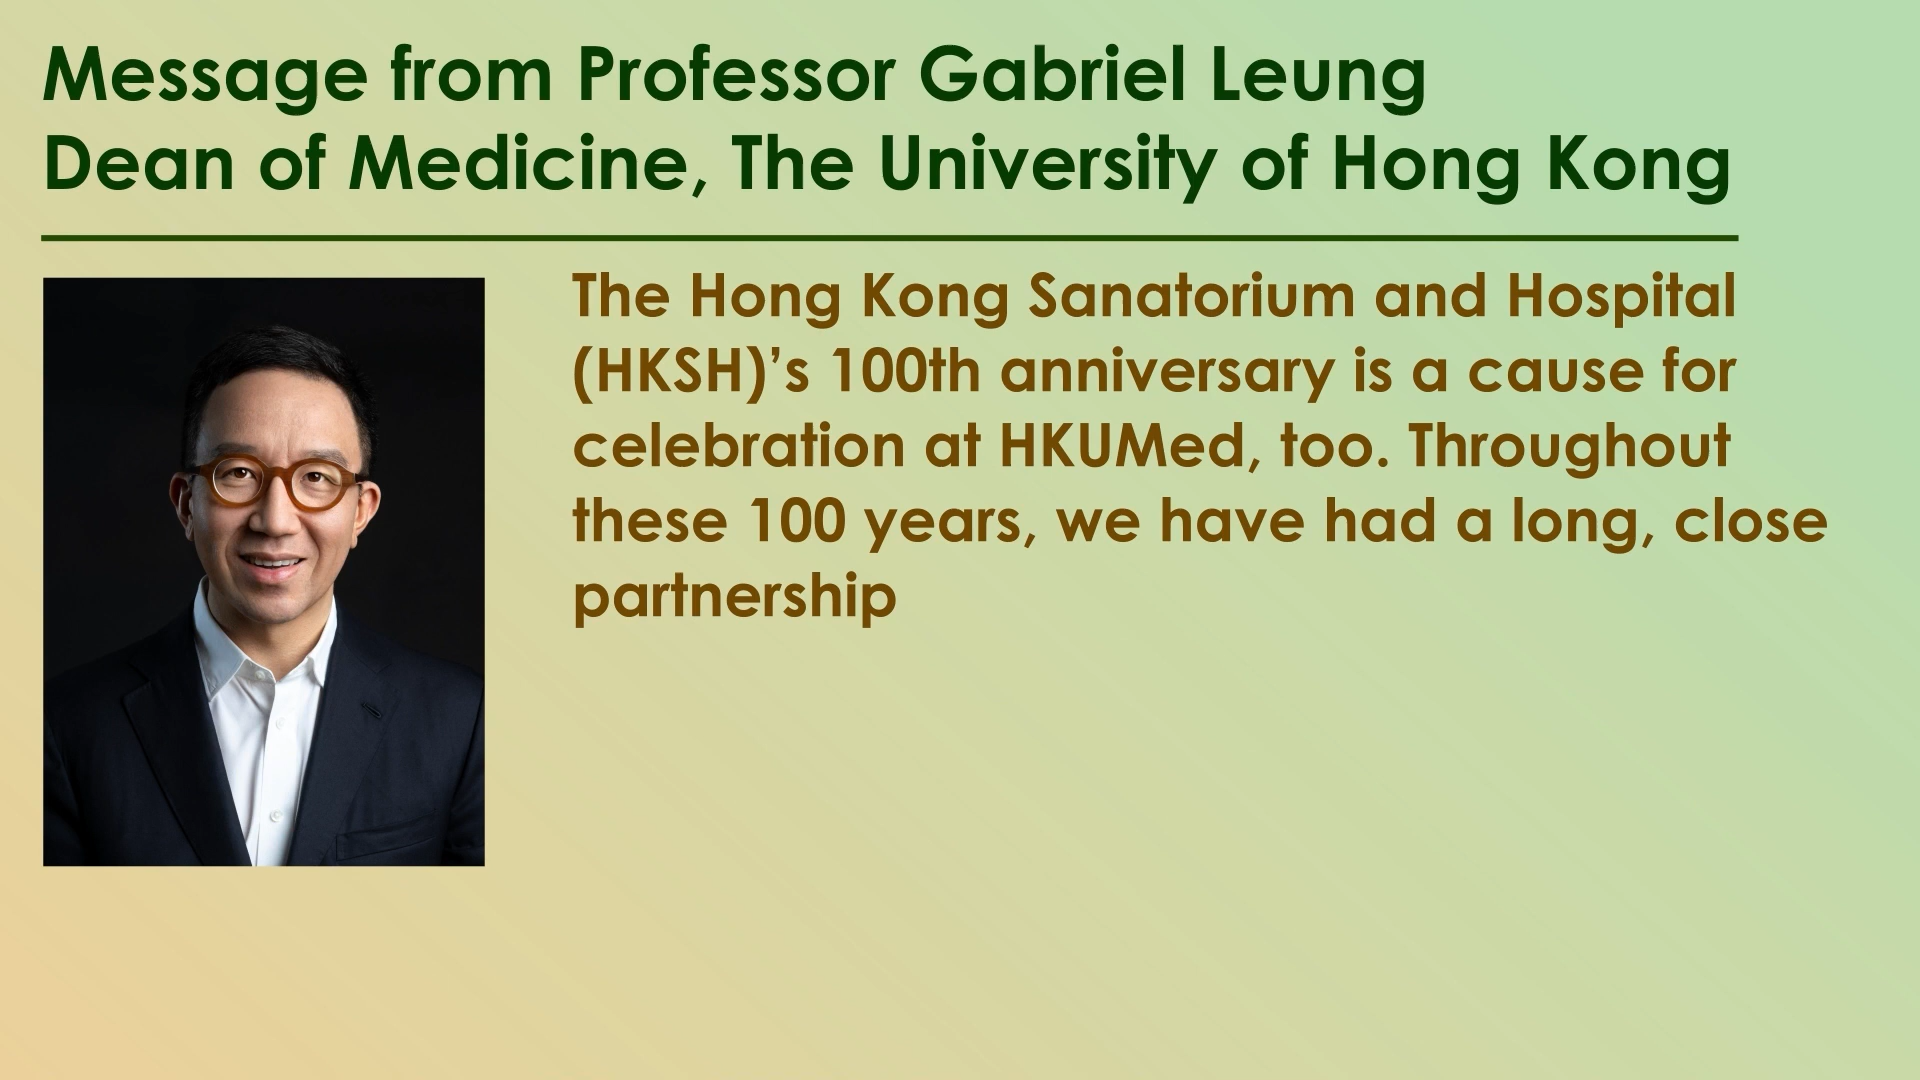 Message from Professor Gabriel Leung
Dean of Medicine, The University of Hong Kong
The Hong Kong Sanatorium and Hospital
(HKSH)’s 100th anniversary is a cause for
celebration at HKUMed, too. Throughout
these 100 years, we have had a long, close
partnership